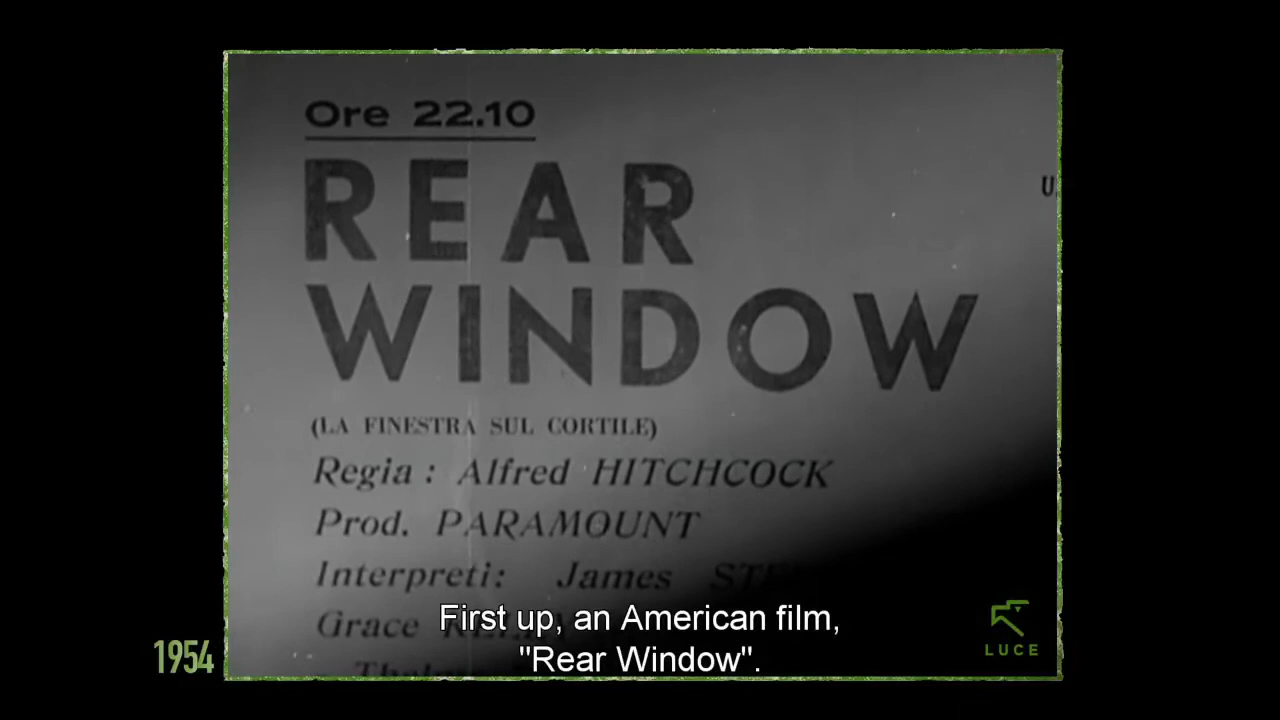 Ore 22.10
REAR
U
WINDOW
(LA FINESTRA SUL CORTILE)
Regia : Alfred HITCHCOCK
Prod. PARAMOUNT
Interpreti: James
Grace
First up, an American film,
"Rear Window".
1954
LUCE